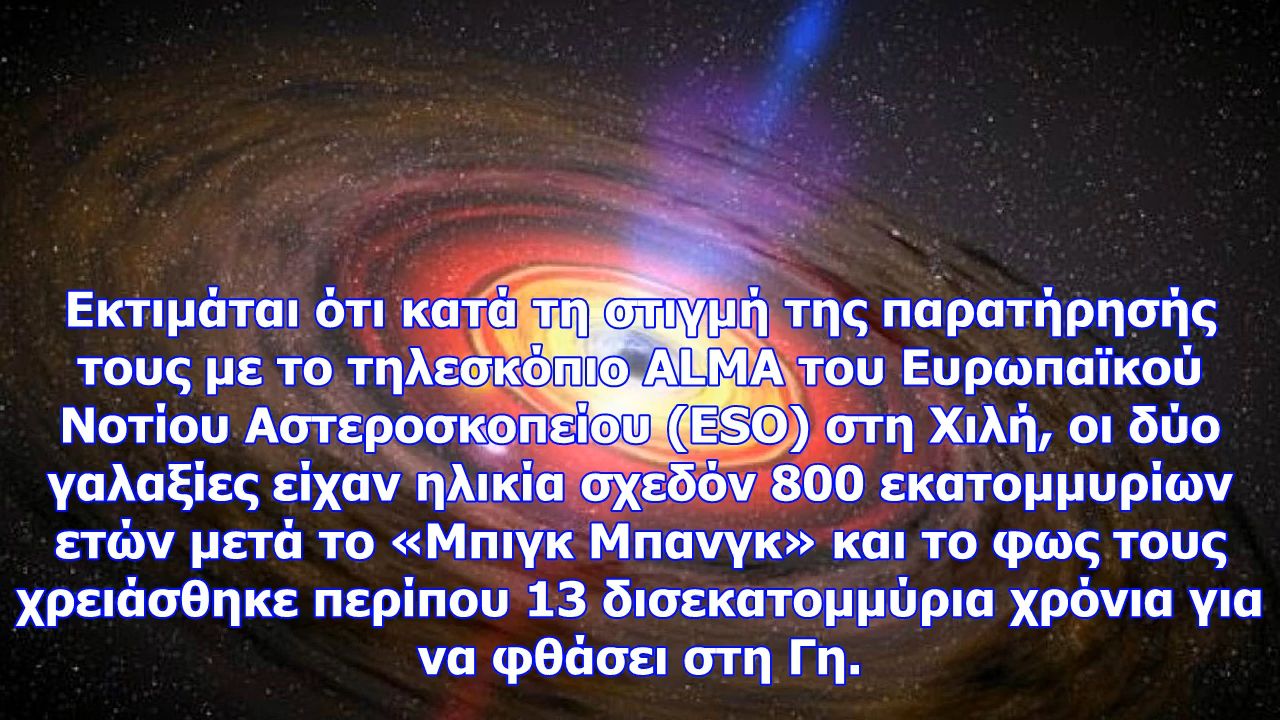 Εκτιμάται ότι κατά τη στιγμή της παρατήρησής
τους με το τηλεσκόπιο ALMA του Ευρωπαϊκού
Νοτίου Αστεροσκοπείου (ESO) στη Χιλή, οι δύο
γαλαξίες είχαν ηλικία σχεδόν 800 εκατομμυρίων
ετών μετά το «Μπιγκ Μπανγκ» και το φως τους
χρειάσθηκε περίπου 13 δισεκατομμύρια χρόνια για
να φθάσει στη Γη.